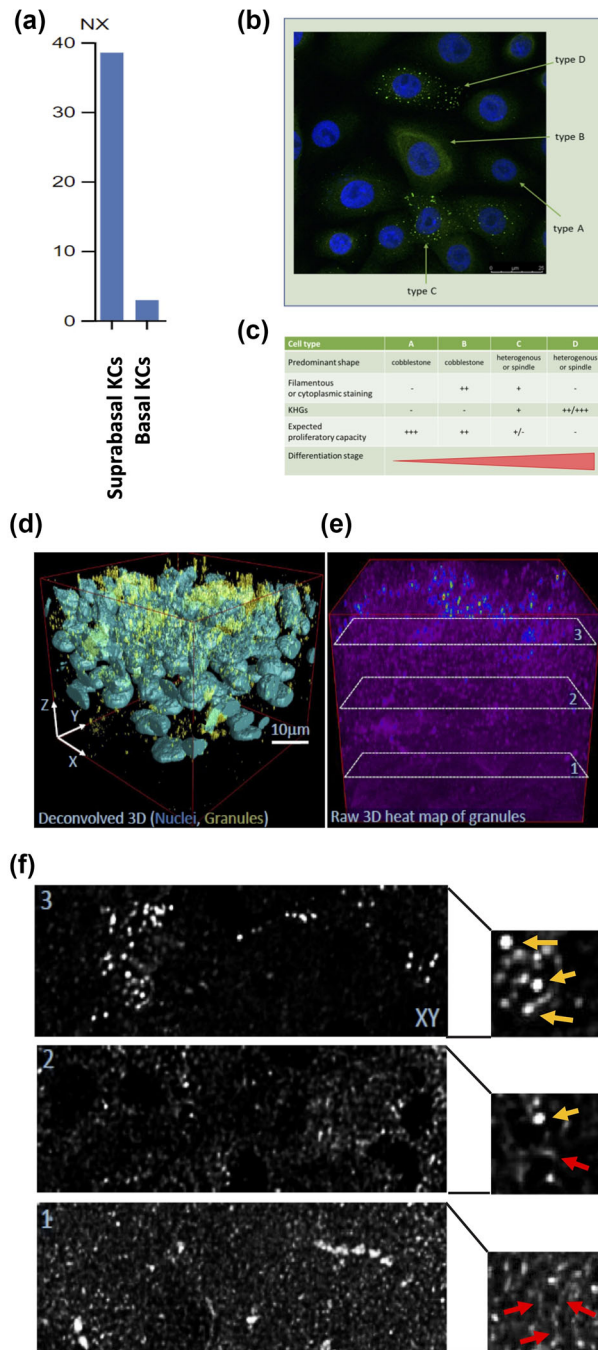 (a)
NX
40
30
20
10
0
Suprabasal KCs
Basal KCs
(b)
type D
type B
type A
type C
(c)
Cell type A B C D
Predominant shape cobblestone cobblestone heterogenous or spindle heterogenous or spindle
Filamentous
or cytoplasmic staining - ++ + -
KHGs - - + ++/+++
Expected
proliferatory capacity +++ ++ +/- -
Differentiation stage
(d)
Z
Y
X
10μm
Deconvolved 3D (Nuclei, Granules)
(e)
3
2
1
Raw 3D heat map of granules
(f)
3
XY
2
1